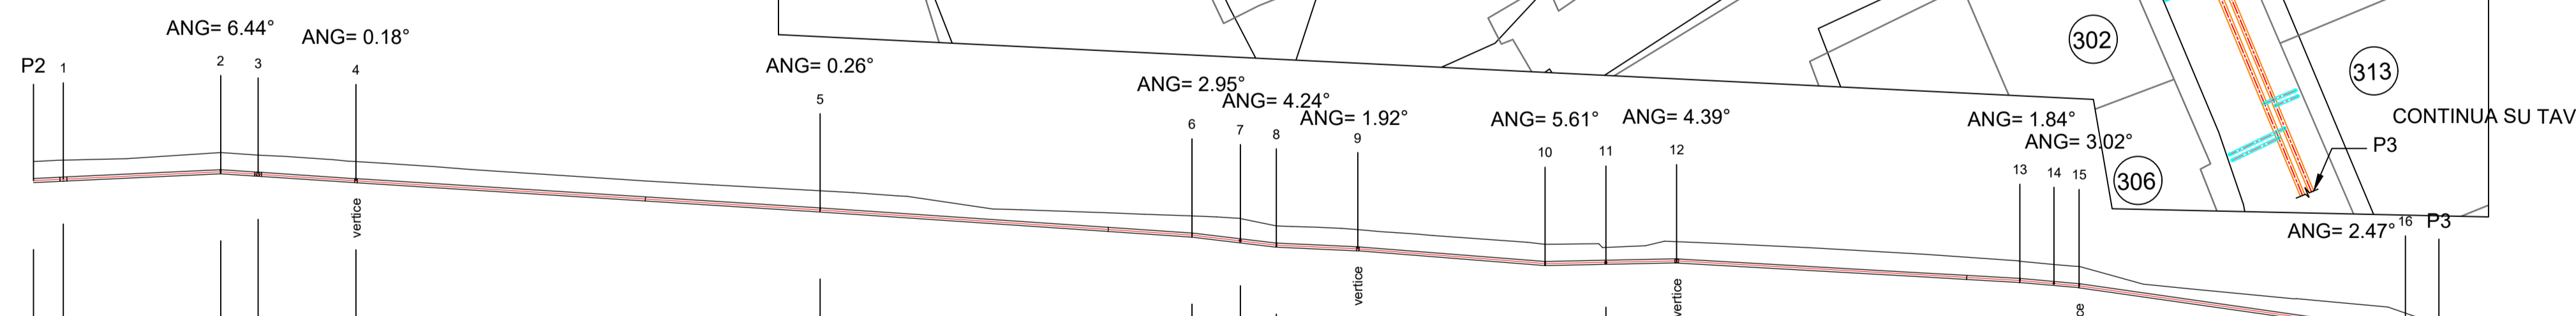 ANG= 6.44°
ANG= 0.18°
P2
1
2
3
4
ANG= 0.26°
5
ANG= 2.95°
ANG= 4.24°
ANG= 1.92°
6
7
8
9
ANG= 5.61°
ANG= 4.39°
10
11
12
ANG= 1.84°
ANG= 3.02°
13
14
15
302
313
306
CONTINUA SU TAV
P3
ANG= 2.47°
16
P3
vertice
vertice
vertice
ce